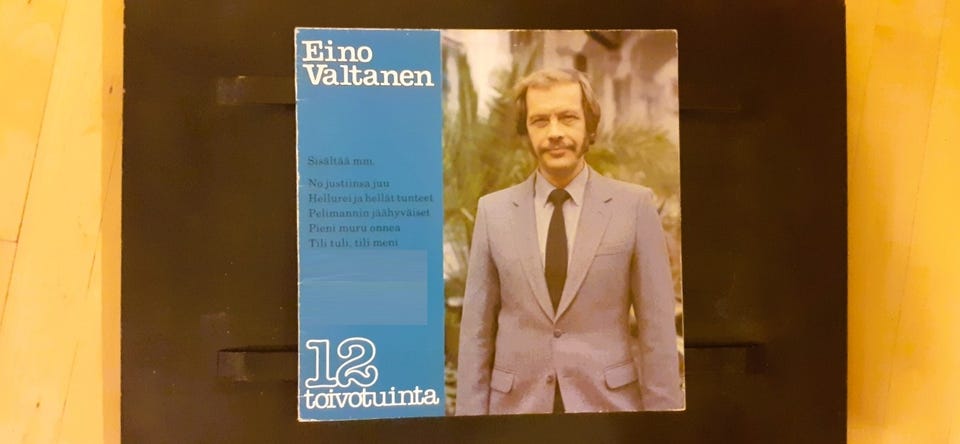 Eino
Valtanen
Sisältää mm.
No justiinsa juu
Hellurei ja hellät tunteet
Pelimannin jäähyväiset
Pieni muru onnea
Tili tuli, tili meni
12
toivotuinta